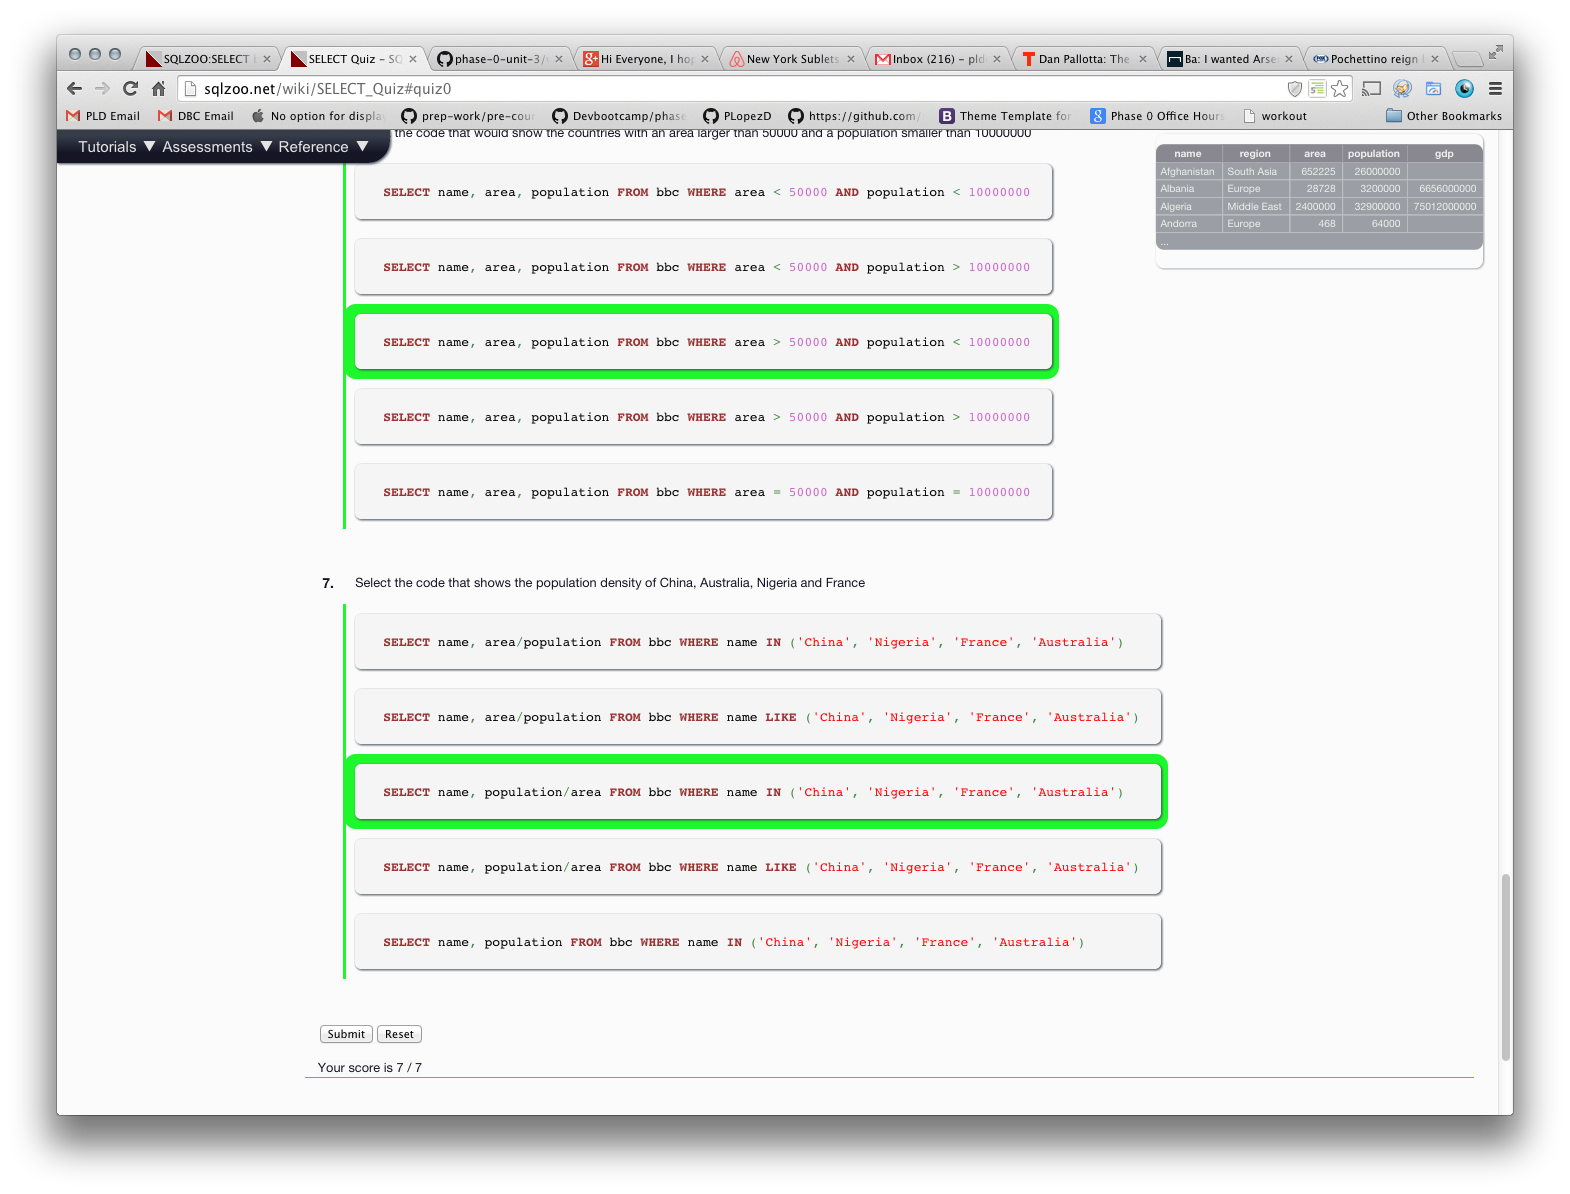 SQLZOO:SELECT
SELECT Quiz – SQ
phase-0-unit-3/
Hi Everyone, I hop
New York Sublets
Inbox (216) – pld
Dan Pallotta: The
Ba: I wanted Arse
Pochettino reign
sqlzoo.net/wiki/SELECT_Quiz#quiz0
PLD Email
DBC Email
No option for displa
prep-work/pre-cou
Devbootcamp/phase
PLopezD
https://github.com/
Theme Template for
Phase 0 Office Hours
workout
Other Bookmarks
Tutorials ▼ Assessments ▼ Reference ▼
the code that would show the countries with an area larger than 50000 and a population smaller than 10000000
SELECT name, area, population FROM bbc WHERE area < 50000 AND population < 10000000
SELECT name, area, population FROM bbc WHERE area < 50000 AND population > 10000000
SELECT name, area, population FROM bbc WHERE area > 50000 AND population < 10000000
SELECT name, area, population FROM bbc WHERE area > 50000 AND population > 10000000
SELECT name, area, population FROM bbc WHERE area = 50000 AND population = 10000000
name region area population gdp
Afghanistan South Asia 652225 26000000
Albania Europe 28728 3200000 6656000000
Algeria Middle East 2400000 32900000 75012000000
Andorra Europe 468 64000
...
7. Select the code that shows the population density of China, Australia, Nigeria and France
SELECT name, area/population FROM bbc WHERE name IN ('China', 'Nigeria', 'France', 'Australia')
SELECT name, area/population FROM bbc WHERE name LIKE ('China', 'Nigeria', 'France', 'Australia')
SELECT name, population/area FROM bbc WHERE name IN ('China', 'Nigeria', 'France', 'Australia')
SELECT name, population/area FROM bbc WHERE name LIKE ('China', 'Nigeria', 'France', 'Australia')
SELECT name, population FROM bbc WHERE name IN ('China', 'Nigeria', 'France', 'Australia')
Submit Reset
Your score is 7 / 7